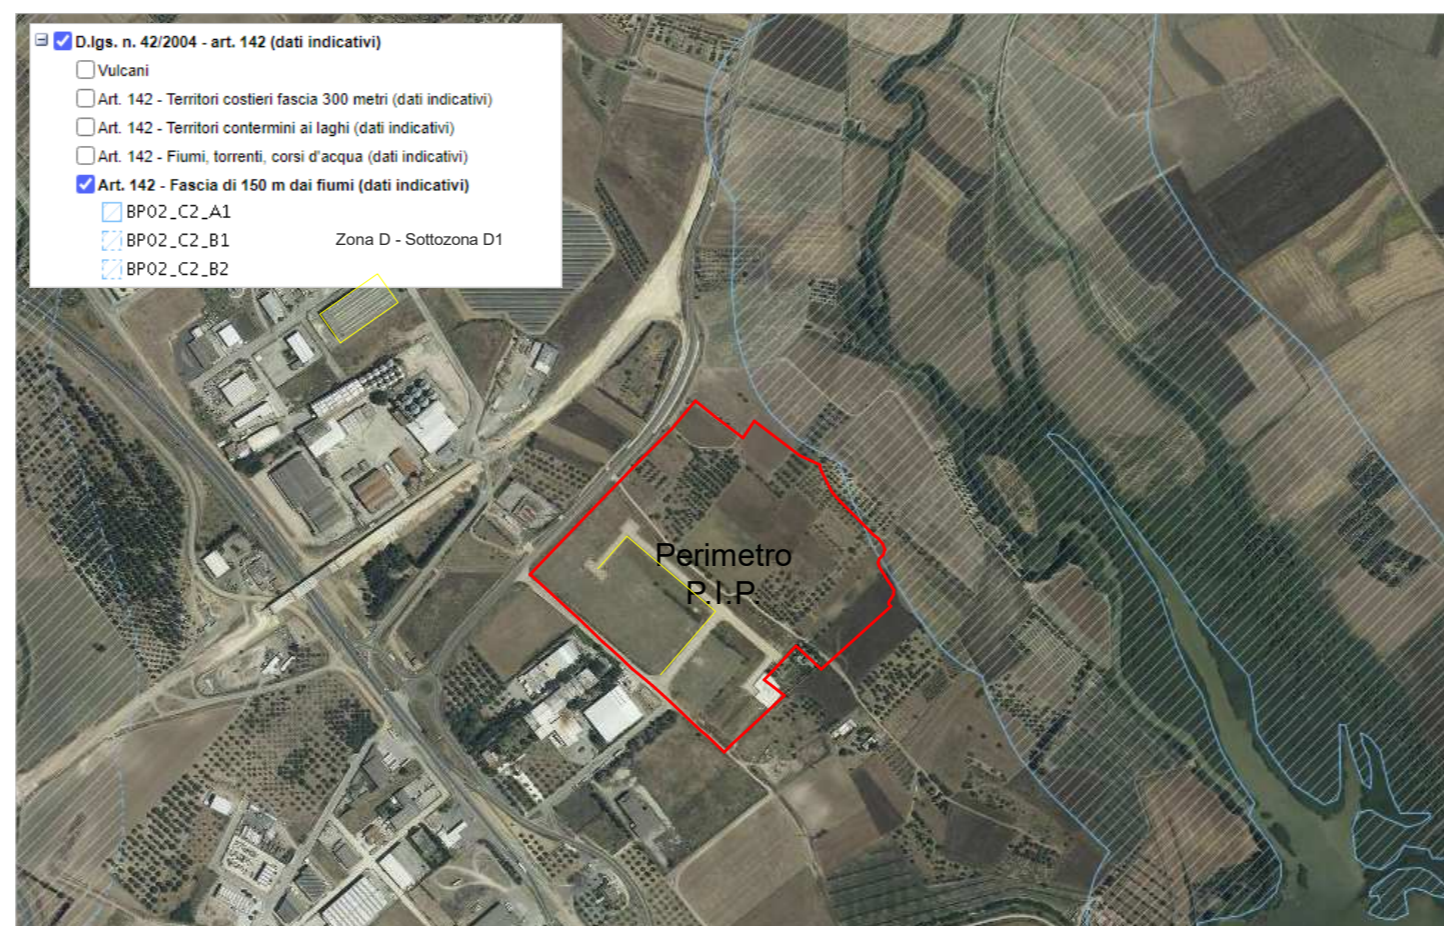 D.lgs. n. 42/2004 - art. 142 (dati indicativi)
Vulcani
Art. 142 - Territori costieri fascia 300 metri (dati indicativi)
Art. 142 - Territori contermini ai laghi (dati indicativi)
Art. 142 - Fiumi, torrenti, corsi d'acqua (dati indicativi)
Art. 142 - Fascia di 150 m dai fiumi (dati indicativi)
BP02_C2_A1
BP02_C2_B1
Zona D - Sottozona D1
BP02_C2_B2
Perimetro
P.I.P.